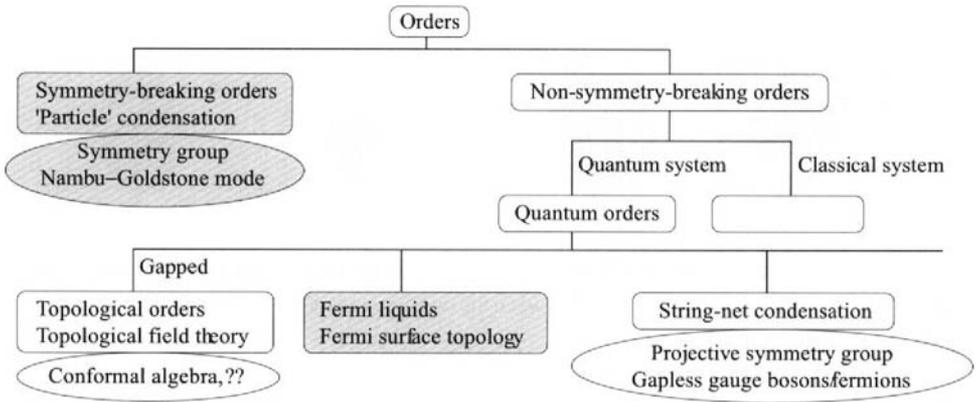 Orders
Symmetry-breaking orders
'Particle' condensation
Symmetry group
Nambu–Goldstone mode
Non-symmetry-breaking orders
Quantum system
Classical system
Quantum orders
Gapped
Topological orders
Topological field theory
Conformal algebra, ??
Fermi liquids
Fermi surface topology
String-net condensation
Projective symmetry group
Gapless gauge bosons/fermions